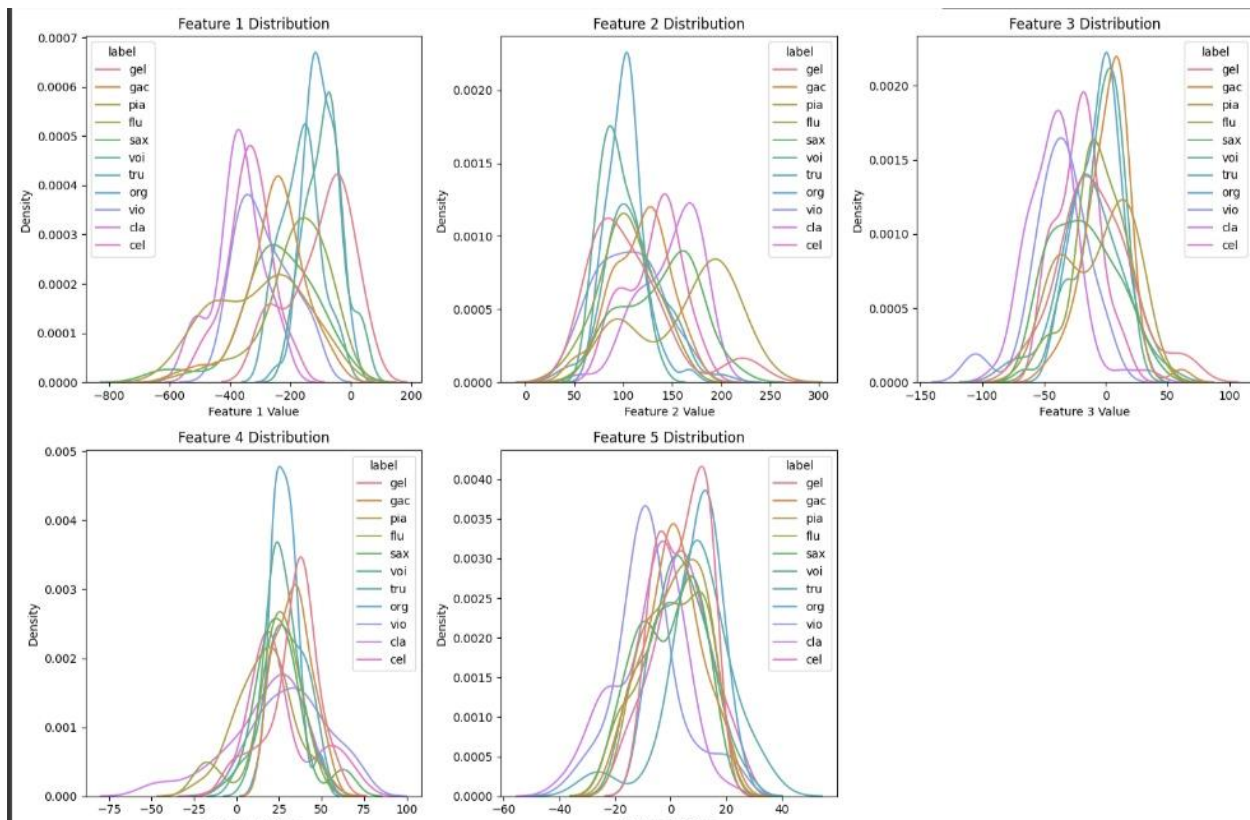 Feature 1 Distribution
0.0007
0.0006
0.0005
0.0004
0.0003
0.0002
0.0001
0.0000
Density
label
gel
gac
pia
flu
sax
voi
tru
org
vio
cla
cel
−800 −600 −400 −200 0 200
Feature 1 Value
Feature 2 Distribution
0.0020
0.0015
0.0010
0.0005
0.0000
Density
label
gel
gac
pia
flu
sax
voi
tru
org
vio
cla
cel
0 50 100 150 200 250 300
Feature 2 Value
Feature 3 Distribution
0.0020
0.0015
0.0010
0.0005
0.0000
Density
label
gel
gac
pia
flu
sax
voi
tru
org
vio
cla
cel
−150 −100 −50 0 50 100
Feature 3 Value
Feature 4 Distribution
0.005
0.004
0.003
0.002
0.001
0.000
Density
label
gel
gac
pia
flu
sax
voi
tru
org
vio
cla
cel
−75 −50 −25 0 25 50 75 100
Feature 5 Distribution
0.0040
0.0035
0.0030
0.0025
0.0020
0.0015
0.0010
0.0005
0.0000
Density
label
gel
gac
pia
flu
sax
voi
tru
org
vio
cla
cel
−60 −40 −20 0 20 40